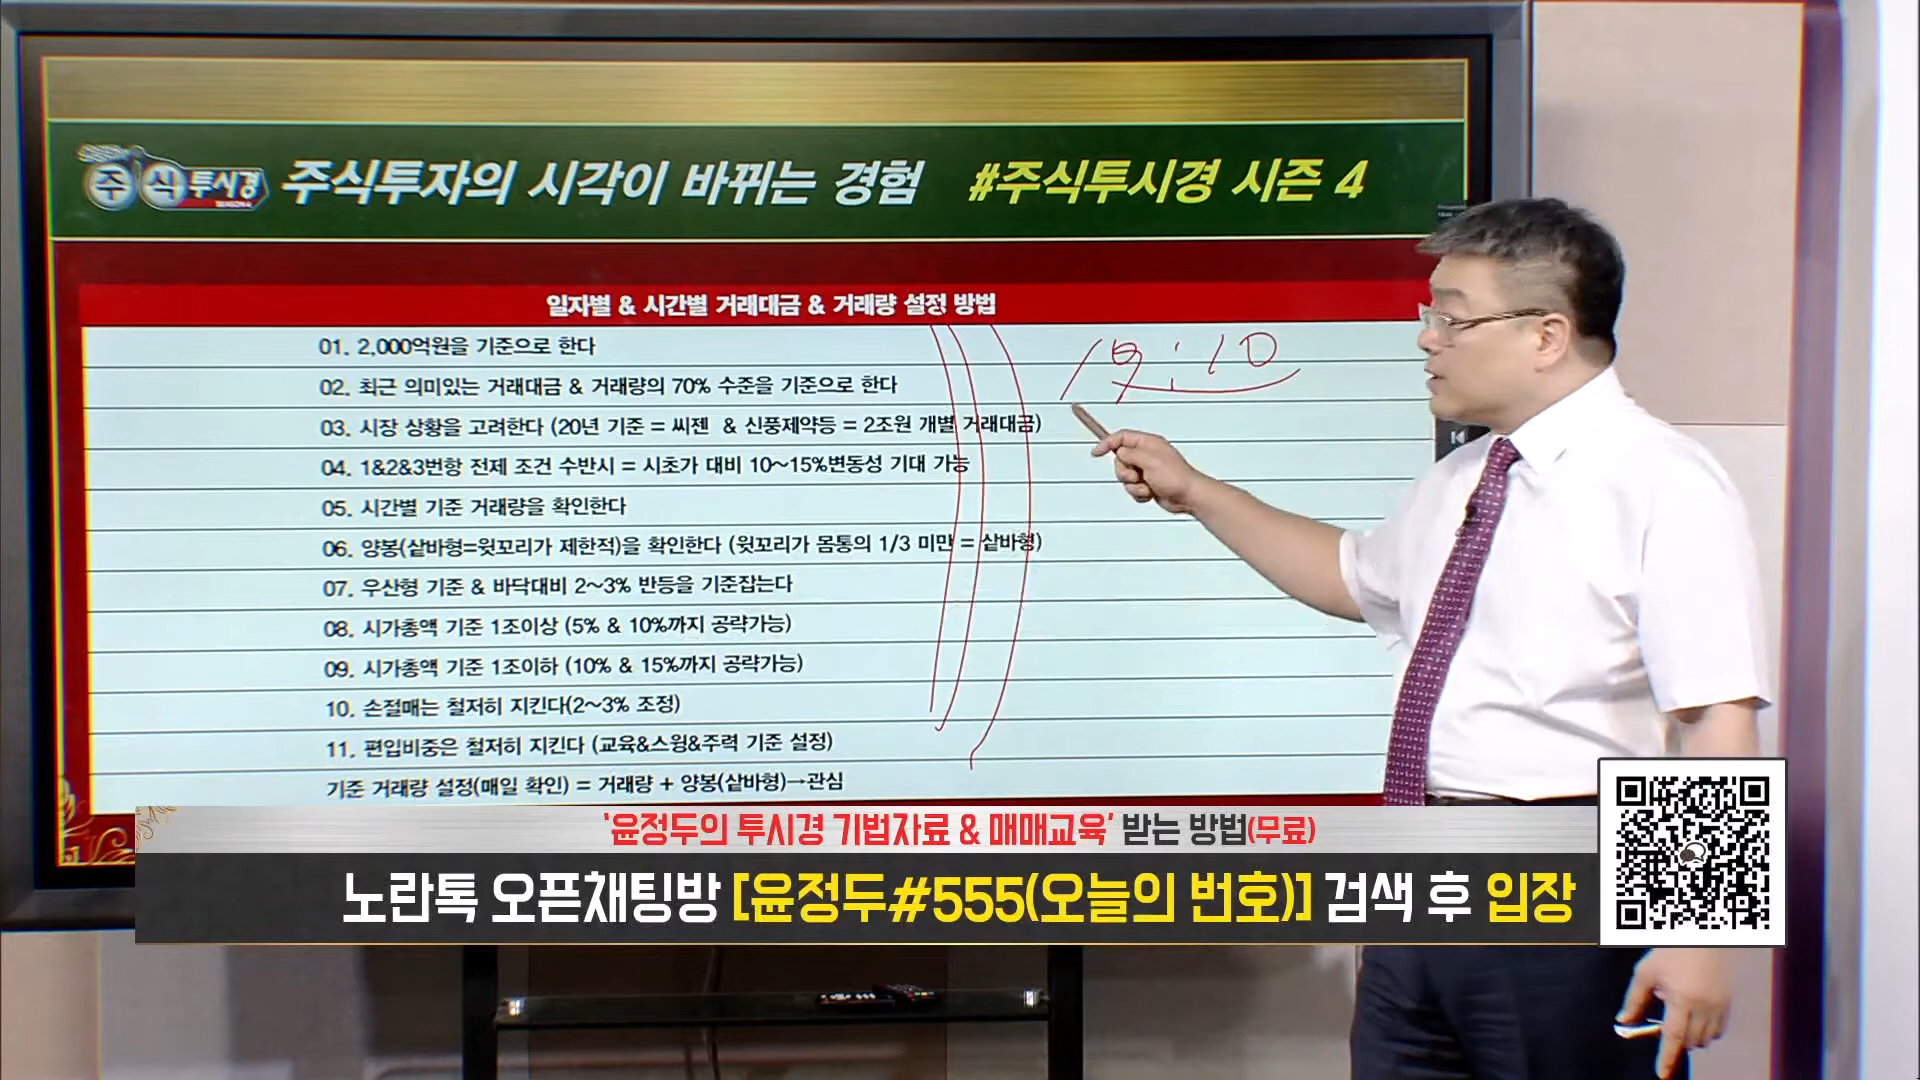 주식투시경 주식투자의 시각이 바뀌는 경험 #주식투시경 시즌 4
일자별 & 시간별 거래대금 & 거래량 설정 방법
01. 2,000억원을 기준으로 한다
02. 최근 의미있는 거래대금 & 거래량의 70% 수준을 기준으로 한다
03. 시장 상황을 고려한다 (20년 기준 = 씨젠 & 신풍제약등 = 2조원 개별 거래대금)
04. 1&2&3번항 전제 조건 수반시 = 시초가 대비 10~15%변동성 기대 가능
05. 시간별 기준 거래량을 확인한다
06. 양봉(샅바형=윗꼬리가 제한적)을 확인한다 (윗꼬리가 몸통의 1/3 미만 = 샅바형)
07. 우산형 기준 & 바닥대비 2~3% 반등을 기준잡는다
08. 시가총액 기준 1조이상 (5% & 10%까지 공략가능)
09. 시가총액 기준 1조이하 (10% & 15%까지 공략가능)
10. 손절매는 철저히 지킨다(2~3% 조정)
11. 편입비중은 철저히 지킨다 (교육&스윙&주력 기준 설정)
기준 거래량 설정(매일 확인) = 거래량 + 양봉(샅바형)→관심
'윤정두의 투시경 기법자료 & 매매교육' 받는 방법(무료)
노란톡 오픈채팅방 [윤정두#555(오늘의 번호)] 검색 후 입장